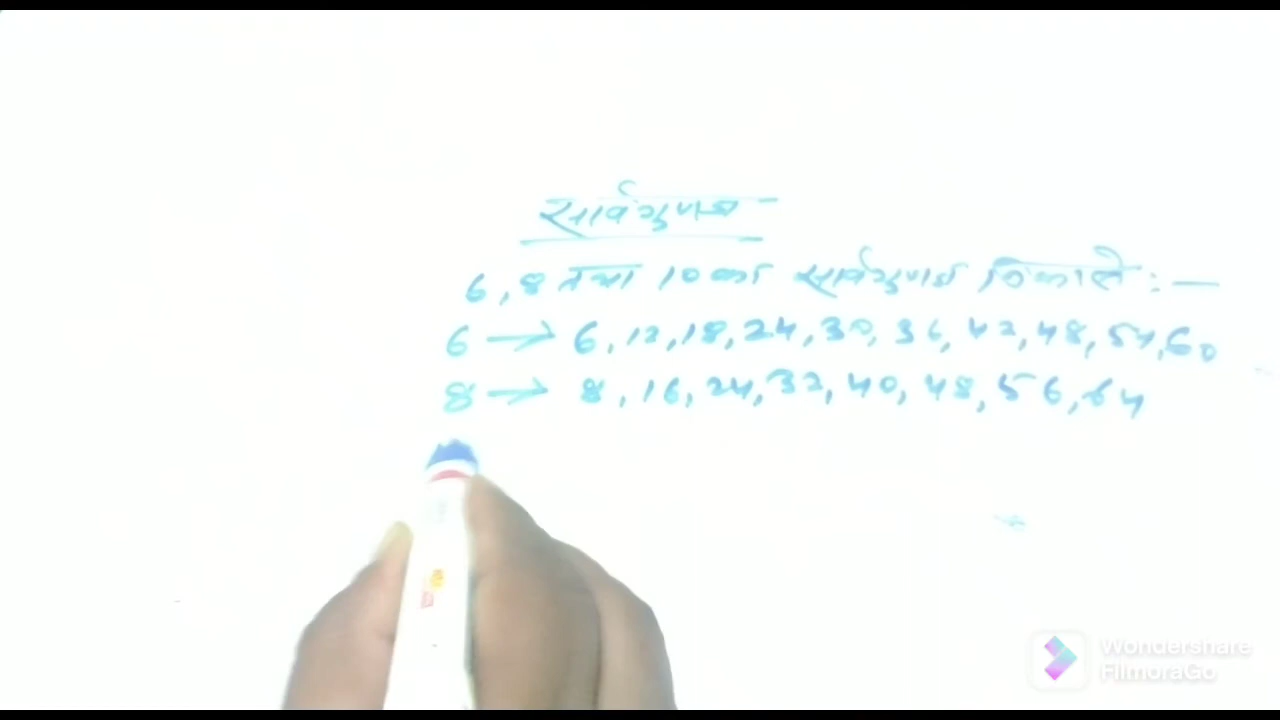 सार्वगुणज
6, 8 तथा 10 का सार्वगुणज निकाले : —
6 → 6, 12, 18, 24, 30, 36, 42, 48, 54, 60
8 → 8, 16, 24, 32, 40, 48, 56, 64
Wondershare
FilmoraGo